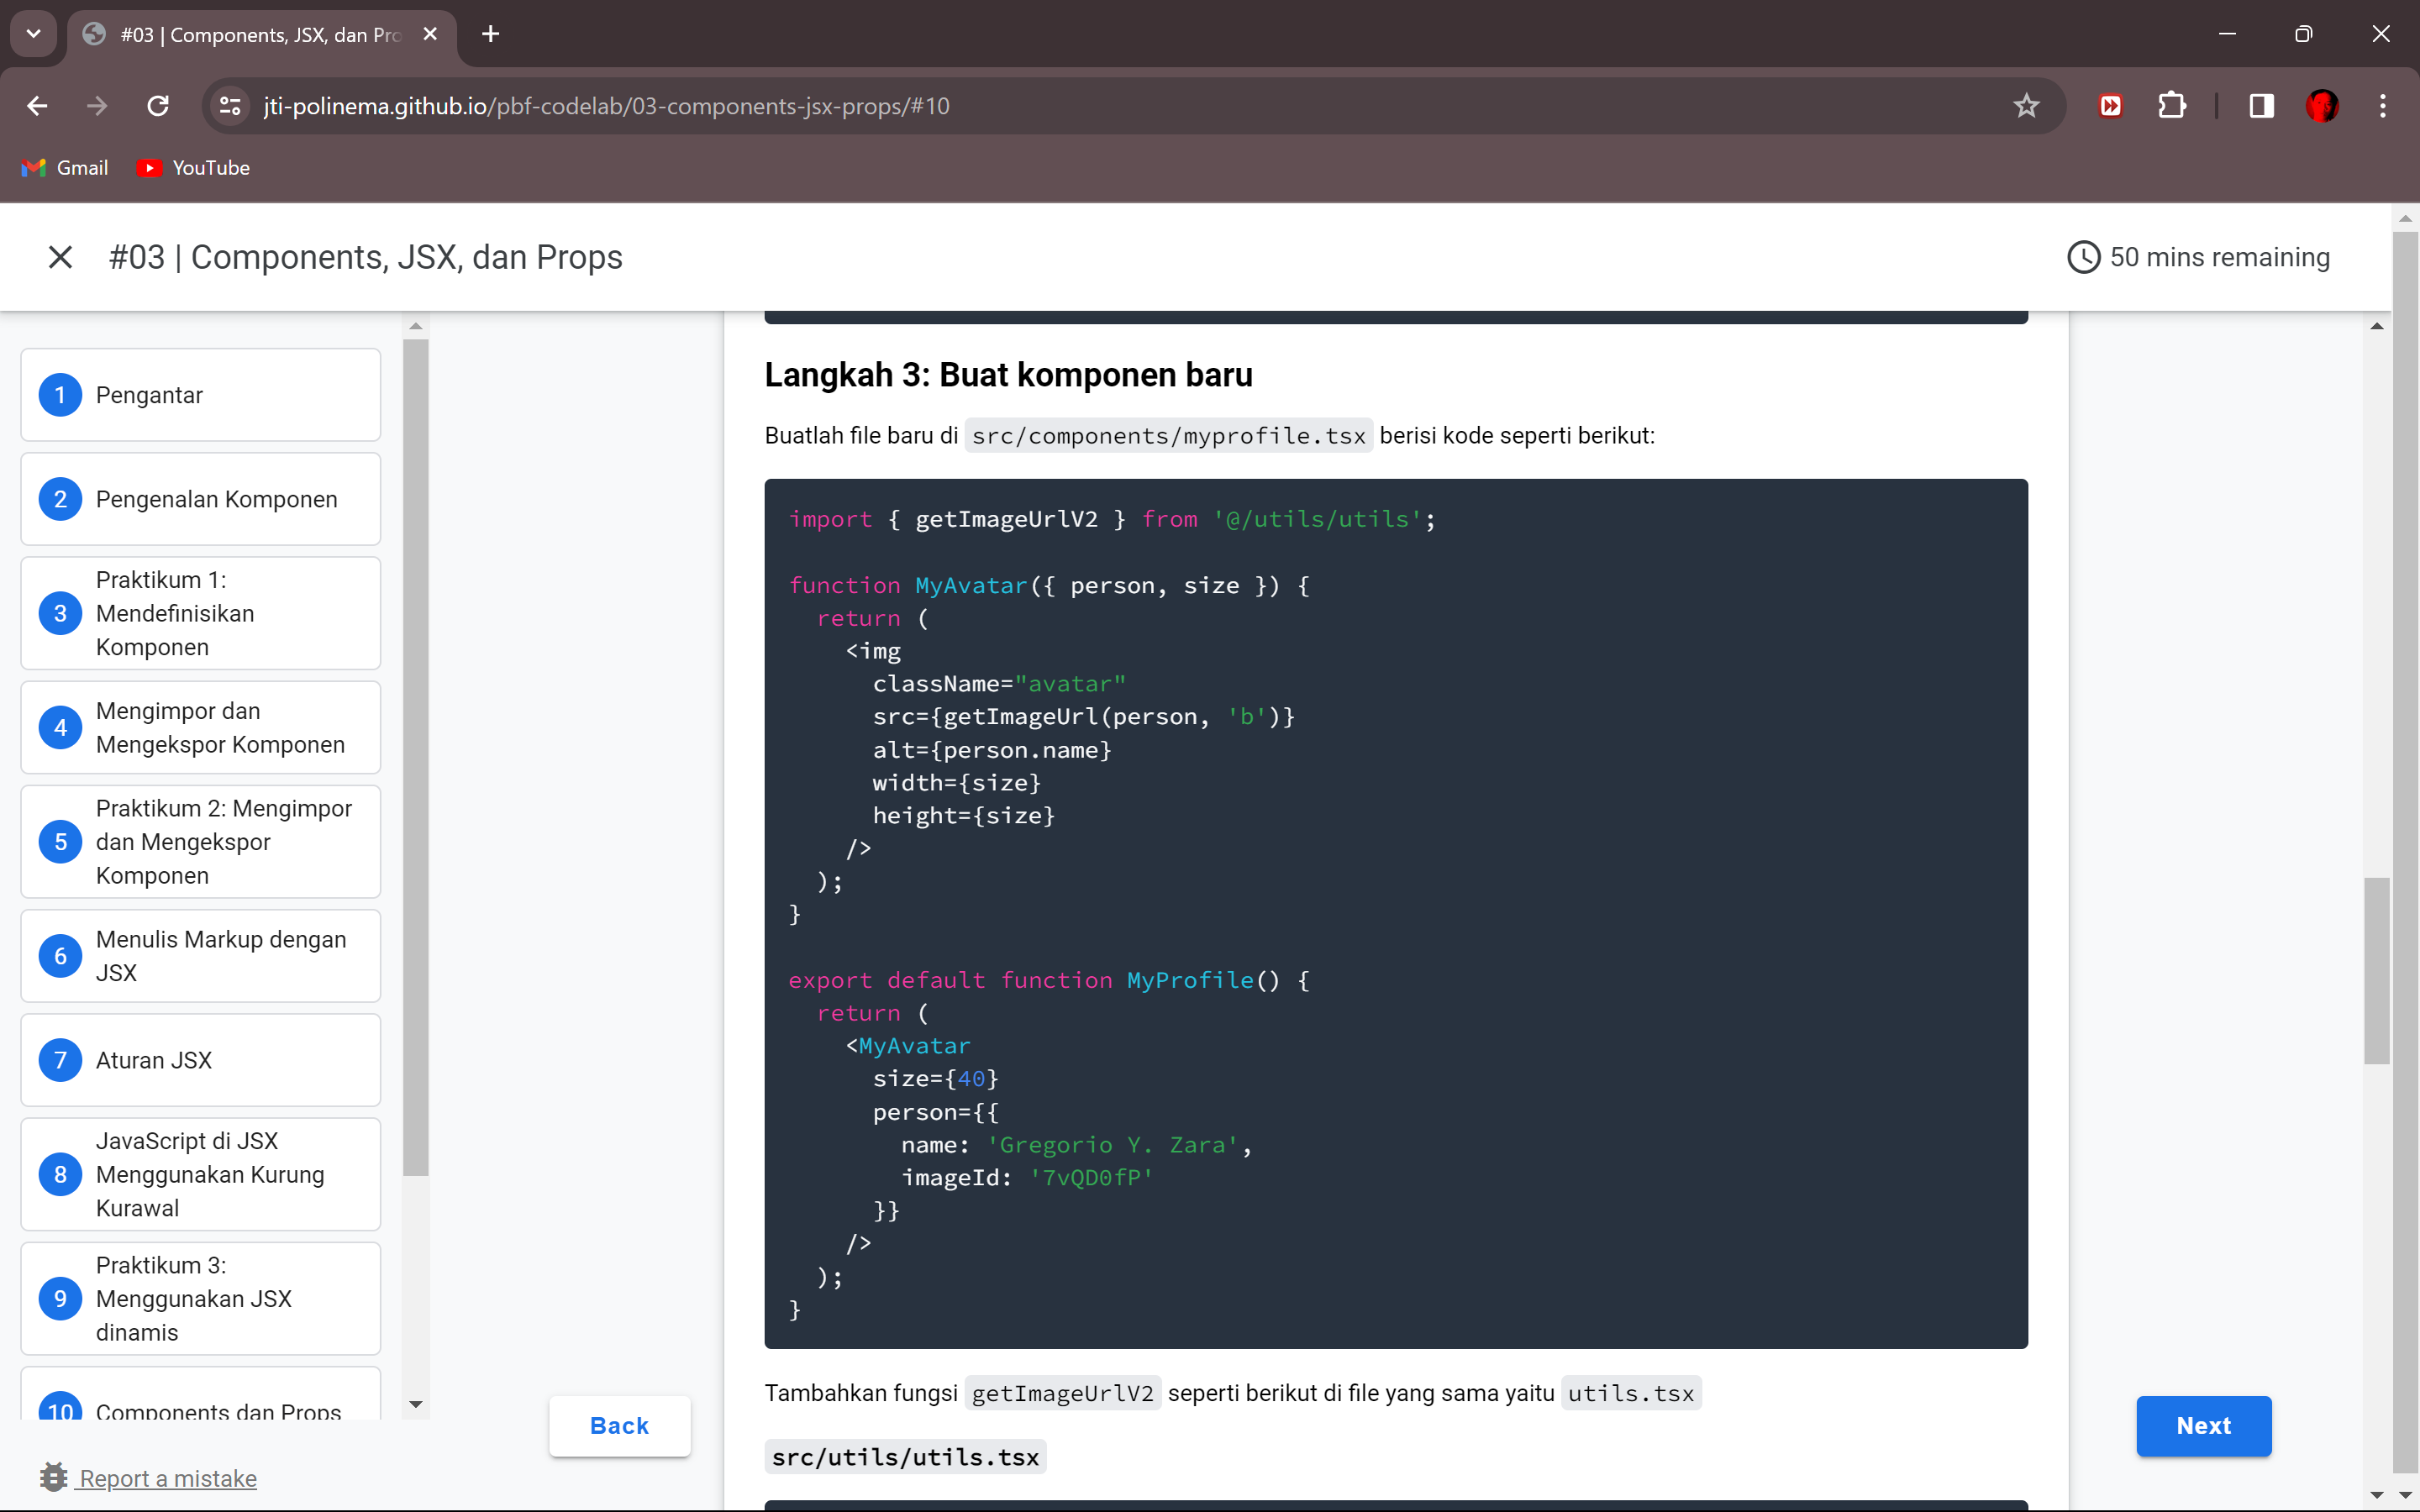 #03 | Components, JSX, dan Pro
jti-polinema.github.io/pbf-codelab/03-components-jsx-props/#10
Gmail
YouTube
#03 | Components, JSX, dan Props
50 mins remaining
1 Pengantar
2 Pengenalan Komponen
3 Praktikum 1:
Mendefinisikan
Komponen
4 Mengimpor dan
Mengekspor Komponen
5 Praktikum 2: Mengimpor
dan Mengekspor
Komponen
6 Menulis Markup dengan
JSX
7 Aturan JSX
8 JavaScript di JSX
Menggunakan Kurung
Kurawal
9 Praktikum 3:
Menggunakan JSX
dinamis
10 Components dan Props
Report a mistake
Langkah 3: Buat komponen baru
Buatlah file baru di src/components/myprofile.tsx berisi kode seperti berikut:
import { getImageUrlV2 } from '@/utils/utils';
function MyAvatar({ person, size }) {
  return (
    <img
      className="avatar"
      src={getImageUrl(person, 'b')}
      alt={person.name}
      width={size}
      height={size}
    />
  );
}
export default function MyProfile() {
  return (
    <MyAvatar
      size={40}
      person={{
        name: 'Gregorio Y. Zara',
        imageId: '7vQD0fP'
      }}
    />
  );
}
Tambahkan fungsi getImageUrlV2 seperti berikut di file yang sama yaitu utils.tsx
src/utils/utils.tsx
Back
Next